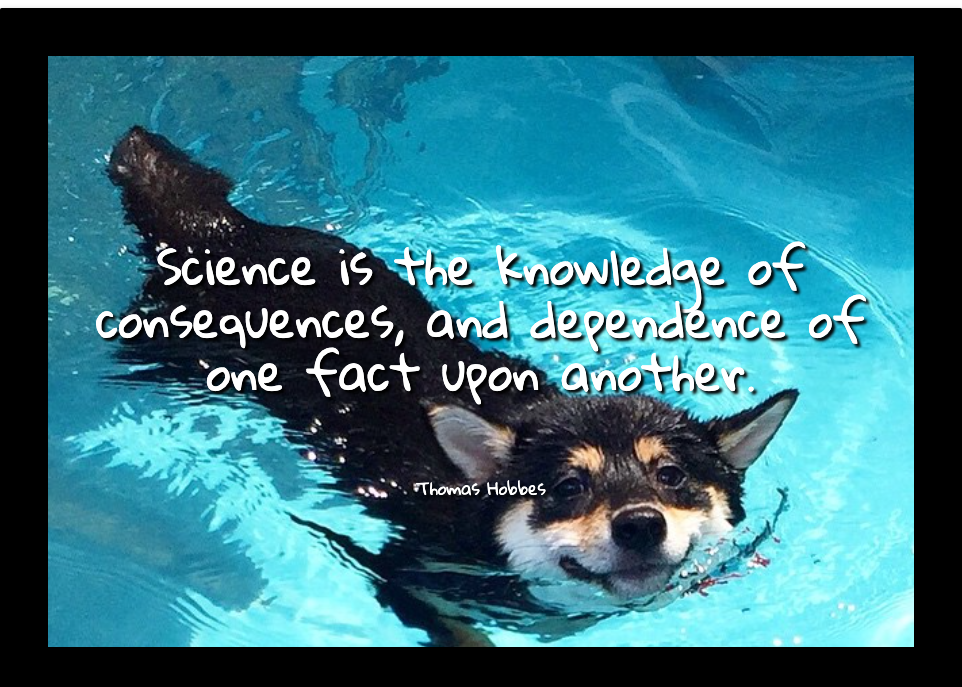 Science is the knowledge of
consequences, and dependence of
one fact upon another.
Thomas Hobbes